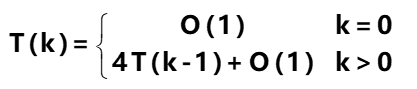 T(k) = { O(1) k = 0
4T(k-1) + O(1) k > 0